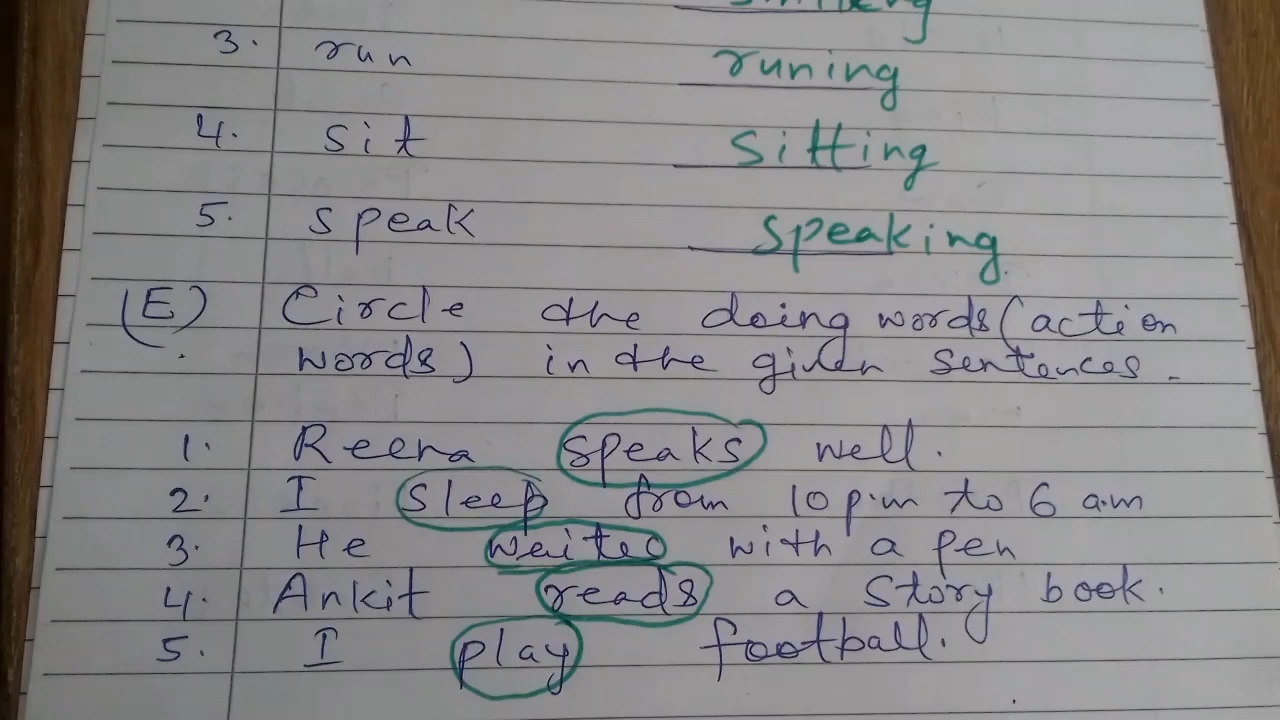 3. run runing
4. sit sitting
5. speak speaking
(E) Circle the doing words (action
words) in the given sentences.
1. Reena speaks well.
2. I sleep from 10 p.m to 6 a.m
3. He with a pen
4. Ankit reads a story book.
5. I play football.